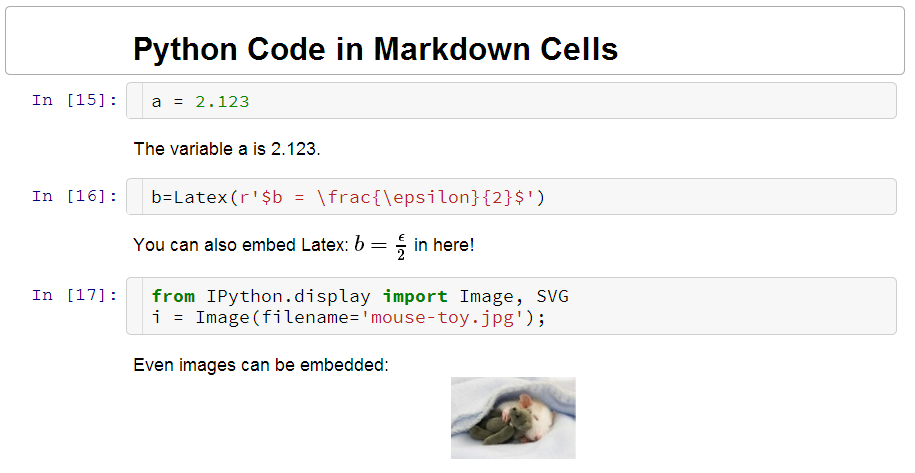 Python Code in Markdown Cells
In [15]: a = 2.123
The variable a is 2.123.
In [16]: b=Latex(r'$b = \frac{\epsilon}{2}$')
You can also embed Latex: b = ϵ/2 in here!
In [17]: from IPython.display import Image, SVG
i = Image(filename='mouse-toy.jpg');
Even images can be embedded: